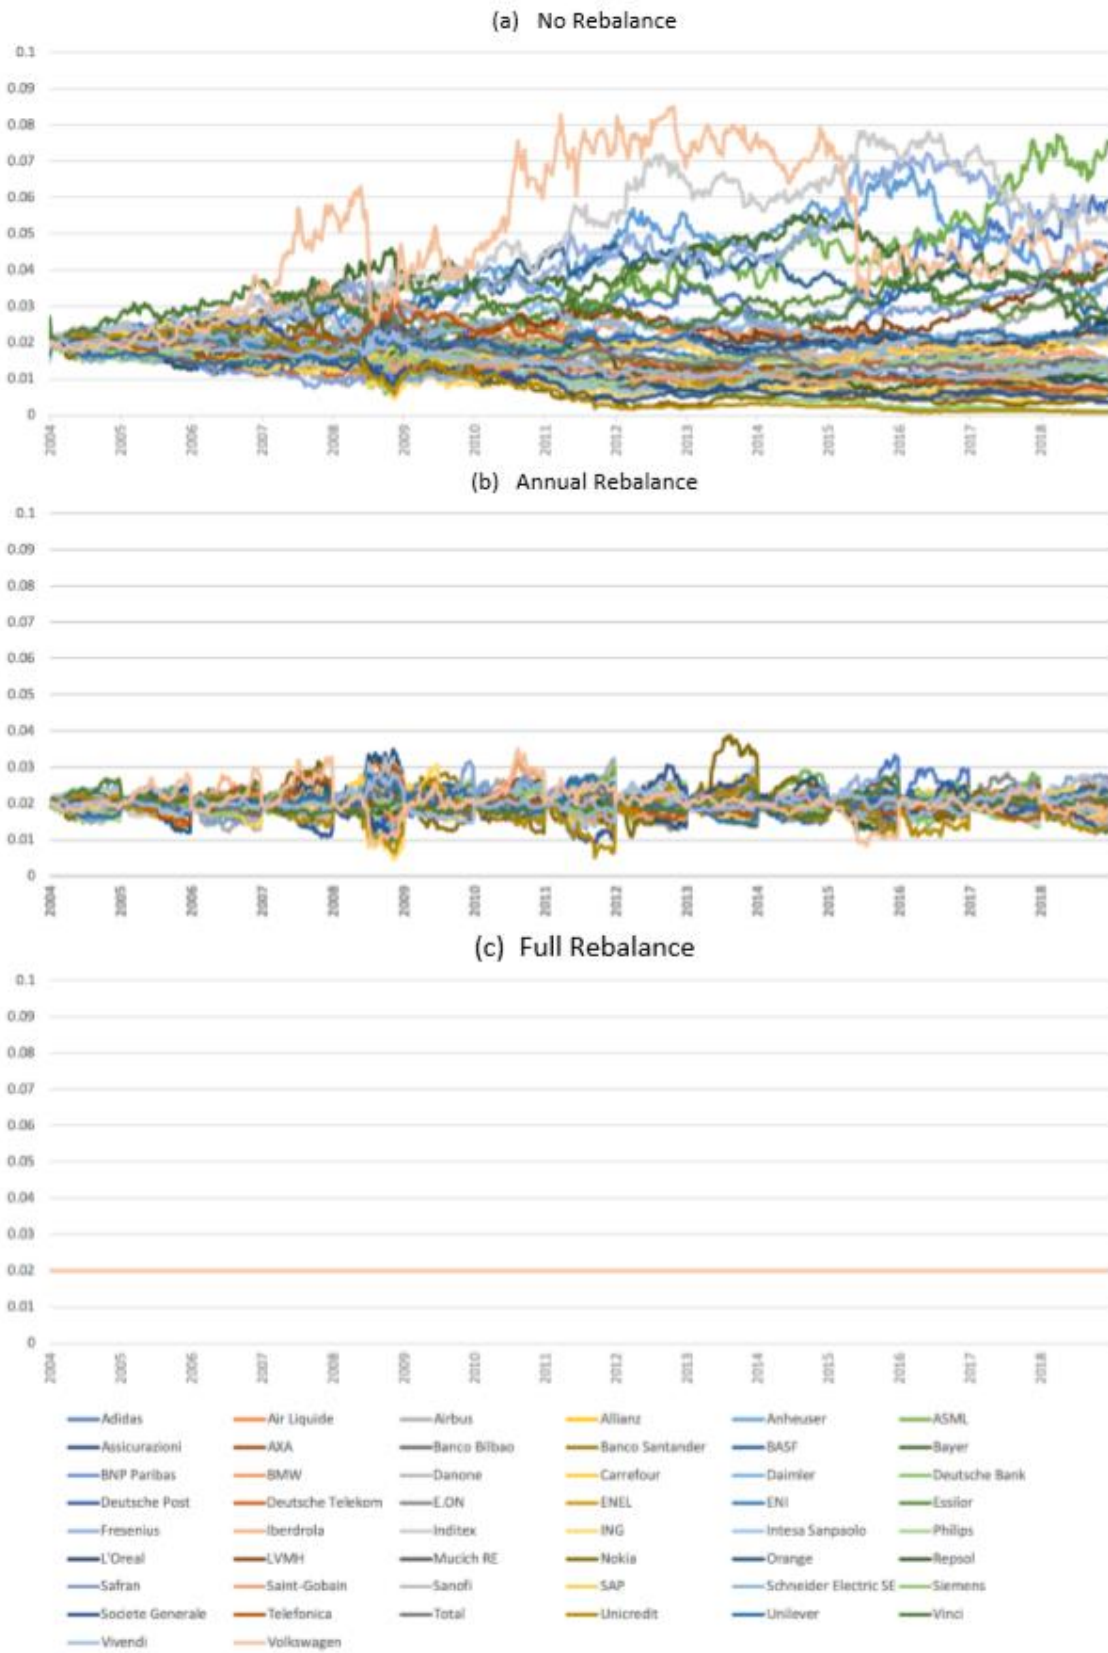 (a) No Rebalance
0.1
0.09
0.08
0.07
0.06
0.05
0.04
0.03
0.02
0.01
0
2004 2005 2006 2007 2008 2009 2010 2011 2012 2013 2014 2015 2016 2017 2018
(b) Annual Rebalance
0.1
0.09
0.08
0.07
0.06
0.05
0.04
0.03
0.02
0.01
0
2004 2005 2006 2007 2008 2009 2010 2011 2012 2013 2014 2015 2016 2017 2018
(c) Full Rebalance
0.1
0.09
0.08
0.07
0.06
0.05
0.04
0.03
0.02
0.01
0
2004 2005 2006 2007 2008 2009 2010 2011 2012 2013 2014 2015 2016 2017 2018
Adidas Air Liquide Airbus Allianz Anheuser ASML
Assicurazioni AXA Banco Bilbao Banco Santander BASF Bayer
BNP Paribas BMW Danone Carrefour Daimler Deutsche Bank
Deutsche Post Deutsche Telekom E.ON ENEL ENI Essilor
Fresenius Iberdrola Inditex ING Intesa Sanpaolo Philips
L'Oreal LVMH Mucich RE Nokia Orange Repsol
Safran Saint-Gobain Sanofi SAP Schneider Electric SE Siemens
Societe Generale Telefonica Total Unicredit Unilever Vinci
Vivendi Volkswagen